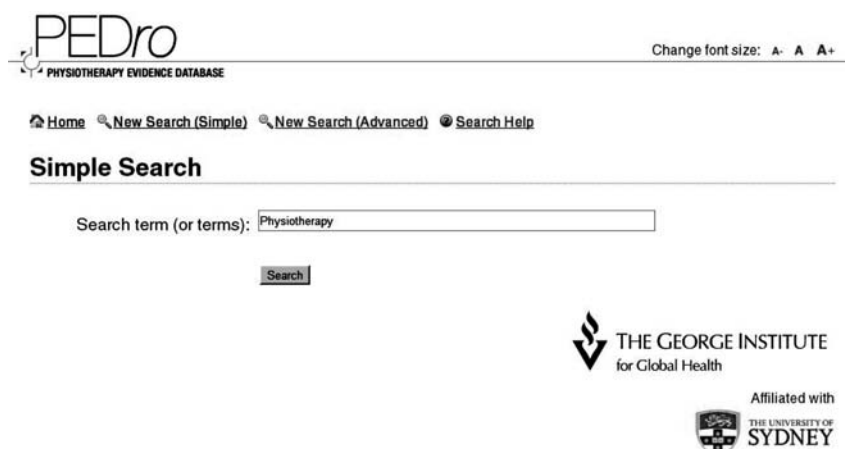 PEDro
Change font size: A- A A+
PHYSIOTHERAPY EVIDENCE DATABASE
Home New Search (Simple) New Search (Advanced) Search Help
Simple Search
Search term (or terms): Physiotherapy
Search
THE GEORGE INSTITUTE
for Global Health
Affiliated with
THE UNIVERSITY OF
SYDNEY